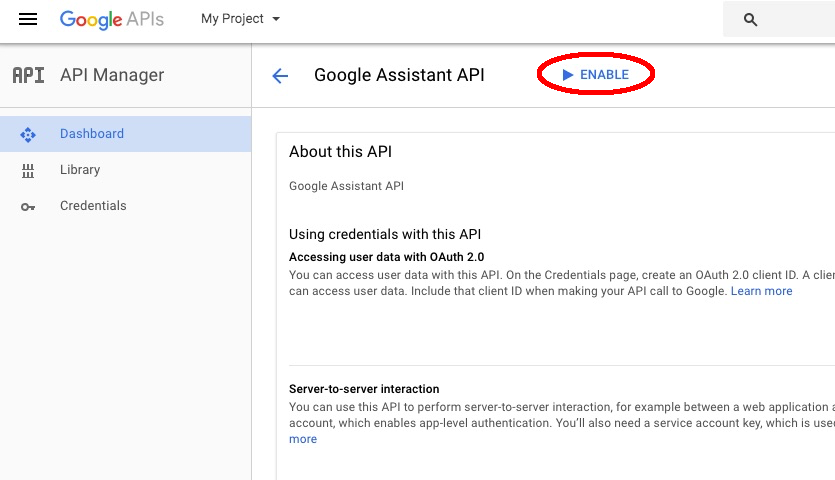 Google APIs
My Project
API
API Manager
Google Assistant API
ENABLE
Dashboard
Library
Credentials
About this API
Google Assistant API
Using credentials with this API
Accessing user data with OAuth 2.0
You can access user data with this API. On the Credentials page, create an OAuth 2.0 client ID. A
can access user data. Include that client ID when making your API call to Google. Learn more
Server-to-server interaction
You can use this API to perform server-to-server interaction, for example between a web application
account, which enables app-level authentication. You'll also need a service account key, which is
more